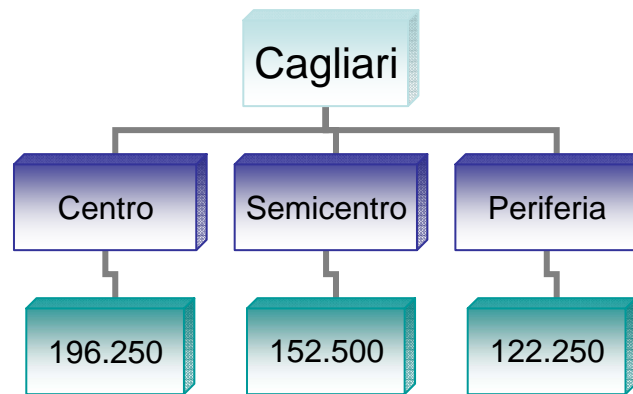 Cagliari
Centro
Semicentro
Periferia
196.250
152.500
122.250